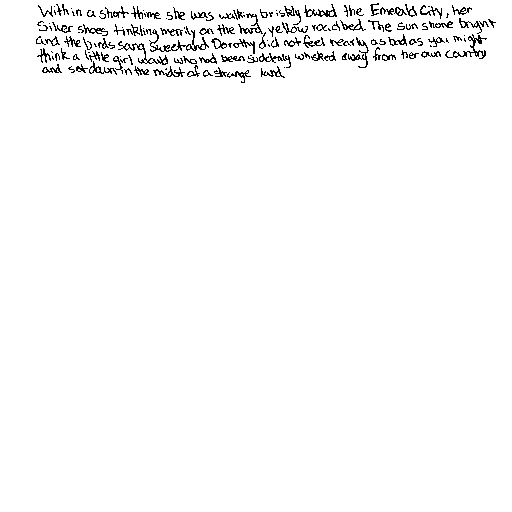 Within a short thime she was walking briskly toward the Emerald City, her
Silver shoes tinkling merrily on the hard, yellow roadbed. The sun shone bright
and the birds sang sweet and Dorothy did not feel nearly as bad as you might
think a little girl would who had been suddenly whisked away from her own country
and set down in the midst of a strange land.